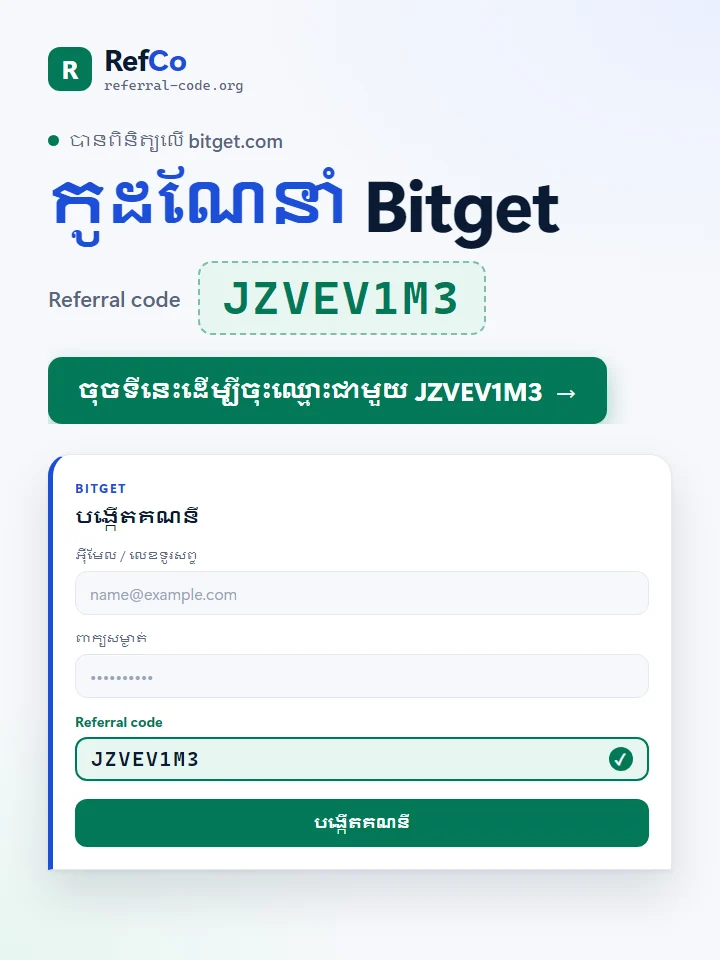 R
RefCo
referral-code.org
បានពិនិត្យលើ bitget.com
កូដណែនាំ Bitget
Referral code JZVEV1M3
ចុចទីនេះដើម្បីចុះឈ្មោះជាមួយ JZVEV1M3 →
BITGET
បង្កើតគណនី
អ៊ីមែល / លេខទូរសព្ទ
name@example.com
ពាក្យសម្ងាត់
••••••••••
Referral code
JZVEV1M3
បង្កើតគណនី